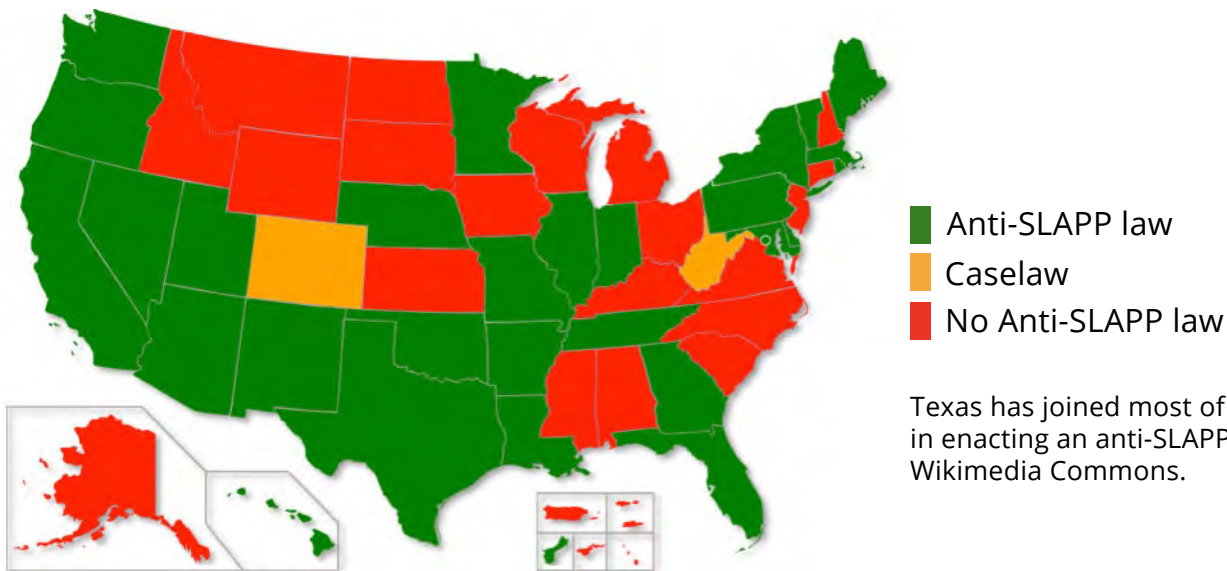 Anti-SLAPP law
Caselaw
No Anti-SLAPP law
Texas has joined most of
in enacting an anti-SLAPP
Wikimedia Commons.